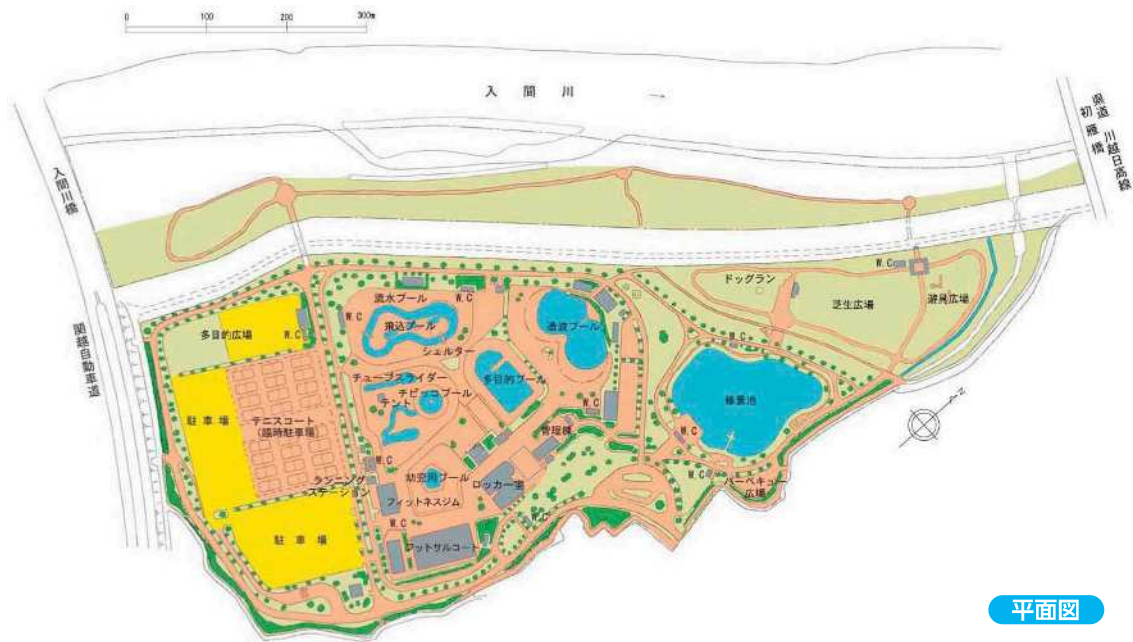 0 100 200 300m
入間川 →
県道 川越日高線
初雁橋
入間川橋
関越自動車道
W.C
ドッグラン
芝生広場
遊具広場
流水プール
W.C
飛込プール
造波プール
シェルター
多目的広場
W.C
W.C
W.C
チューブスライダー
チビッコプール
テント
多目的プール
修景池
駐車場
テニスコート
(臨時駐車場)
W.C
管理棟
N
W.C
ランニング
ステーション
幼児用プール
ロッカー室
フィットネスジム
W.C
バーベキュー
広場
W.C
W.C
駐車場
フットサルコート
平面図